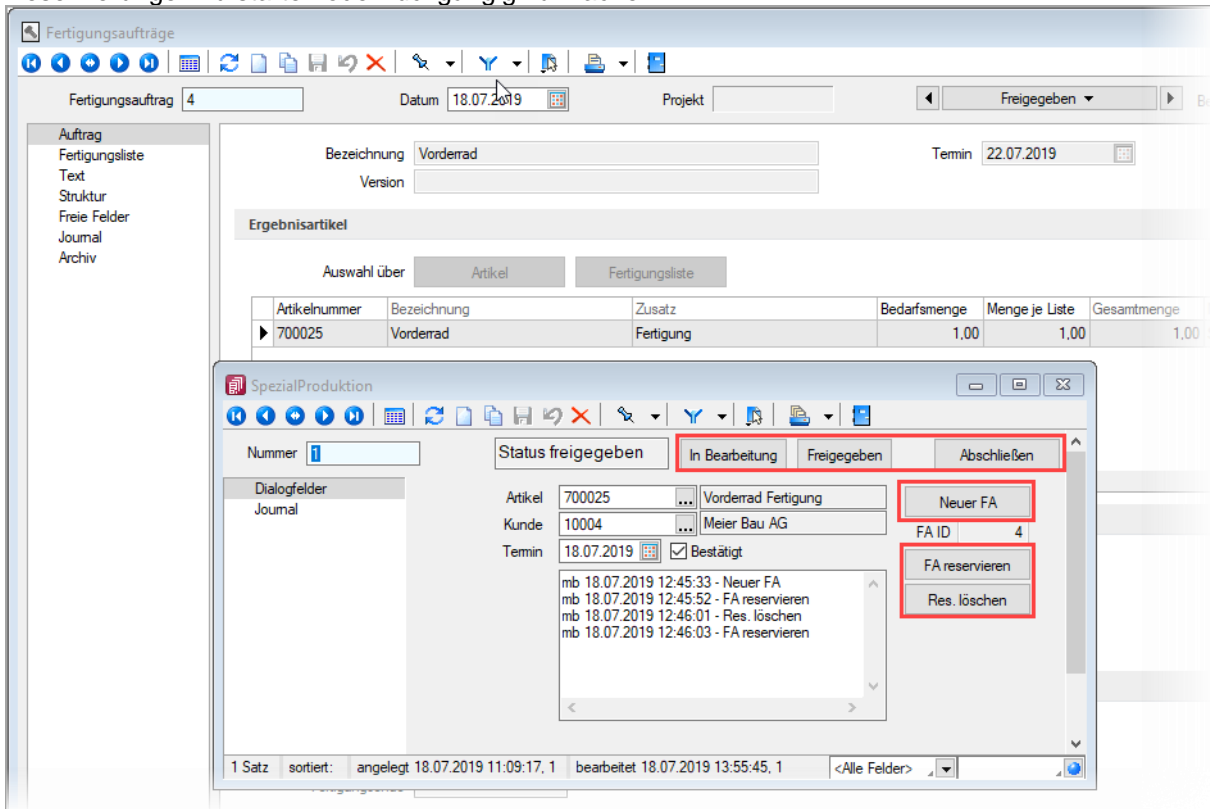 Fertigungsaufträge
Fertigungsauftrag 4 Datum 18.07.2019 Projekt Freigegeben
Auftrag
Fertigungsliste
Text
Struktur
Freie Felder
Journal
Archiv
Bezeichnung Vorderrad Termin 22.07.2019
Version
Ergebnisartikel
Auswahl über Artikel Fertigungsliste
Artikelnummer Bezeichnung Zusatz Bedarfsmenge Menge je Liste Gesamtmenge
700025 Vorderrad Fertigung 1,00 1,00 1,00
SpezialProduktion
Nummer 1 Status freigegeben In Bearbeitung Freigegeben Abschließen
Dialogfelder
Journal
Artikel 700025 ... Vorderrad Fertigung Neuer FA
Kunde 10004 ... Meier Bau AG FA ID 4
Termin 18.07.2019 Bestätigt FA reservieren
mb 18.07.2019 12:45:33 - Neuer FA
mb 18.07.2019 12:45:52 - FA reservieren
mb 18.07.2019 12:46:01 - Res. löschen
mb 18.07.2019 12:46:03 - FA reservieren
Res. löschen
1 Satz sortiert: angelegt 18.07.2019 11:09:17, 1 bearbeitet 18.07.2019 13:55:45, 1 <Alle Felder>